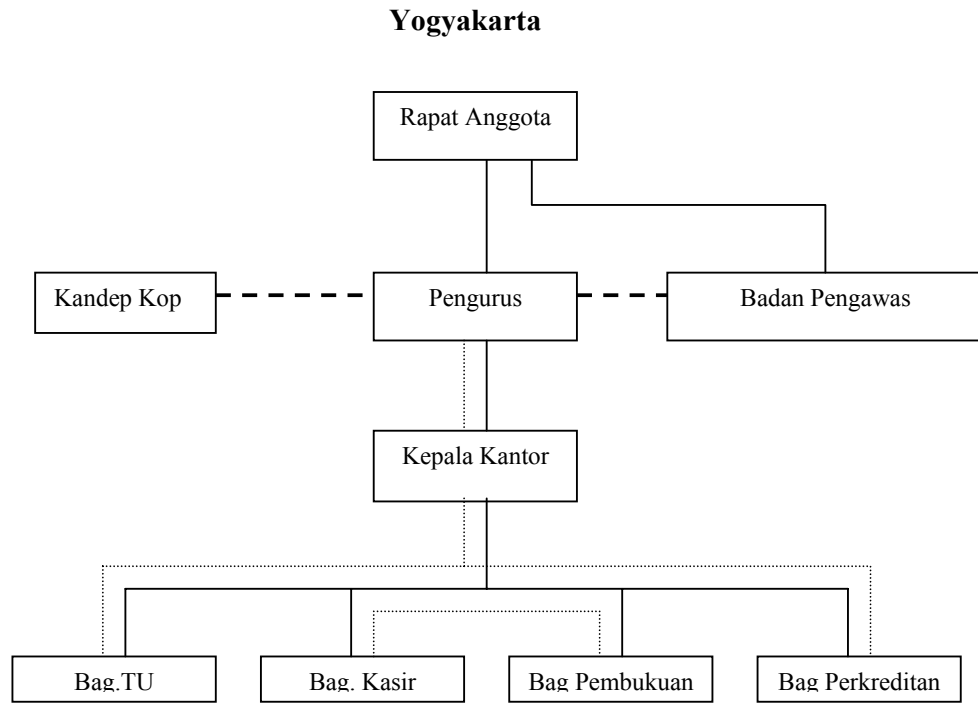 Yogyakarta
Rapat Anggota
Kandep Kop
Pengurus
Badan Pengawas
Kepala Kantor
Bag.TU
Bag. Kasir
Bag Pembukuan
Bag Perkreditan